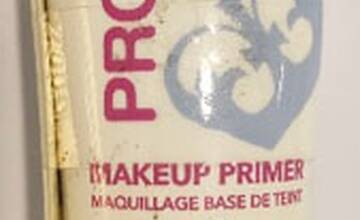 PRO
MAKEUP PRIMER
MAQUILLAGE BASE DE TEINT